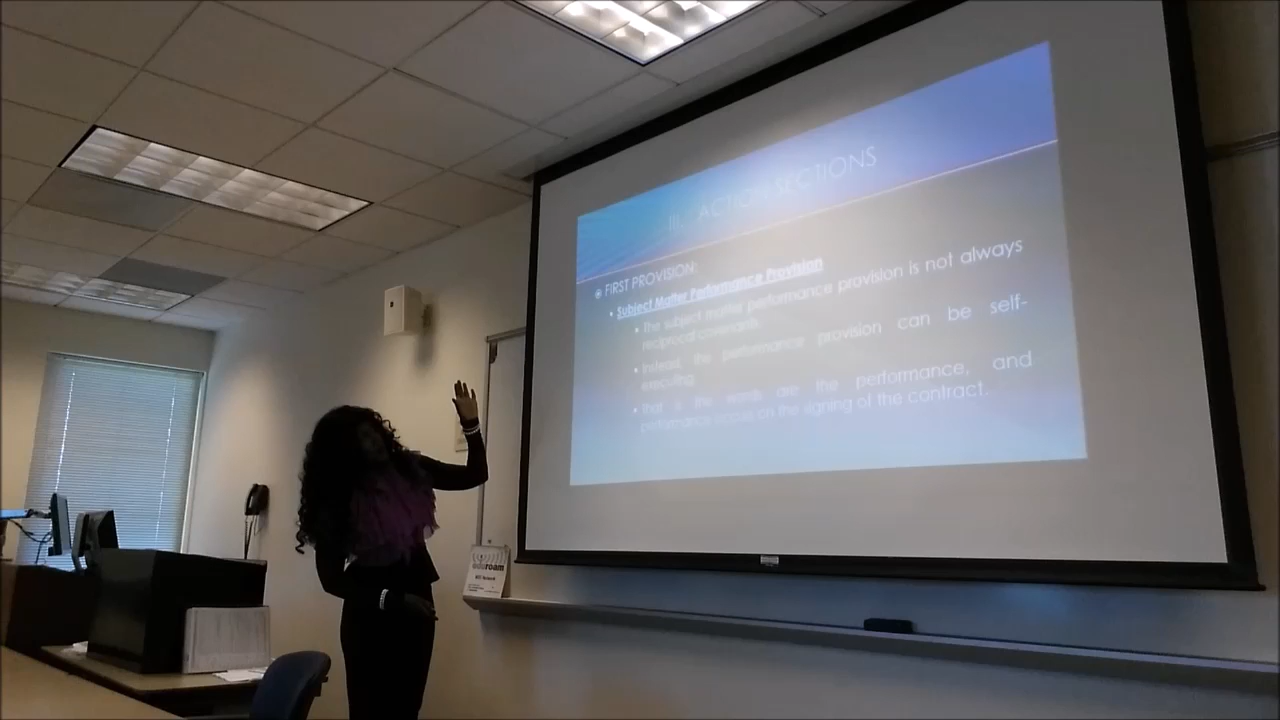 III. ACTION SECTIONS
FIRST PROVISION:
Subject Matter Performance Provision
The subject matter performance provision is not always
reciprocal covenants.
Instead, the performance provision can be self-
executing.
That is the words are the performance, and
performance occurs on the signing of the contract.
eduroam